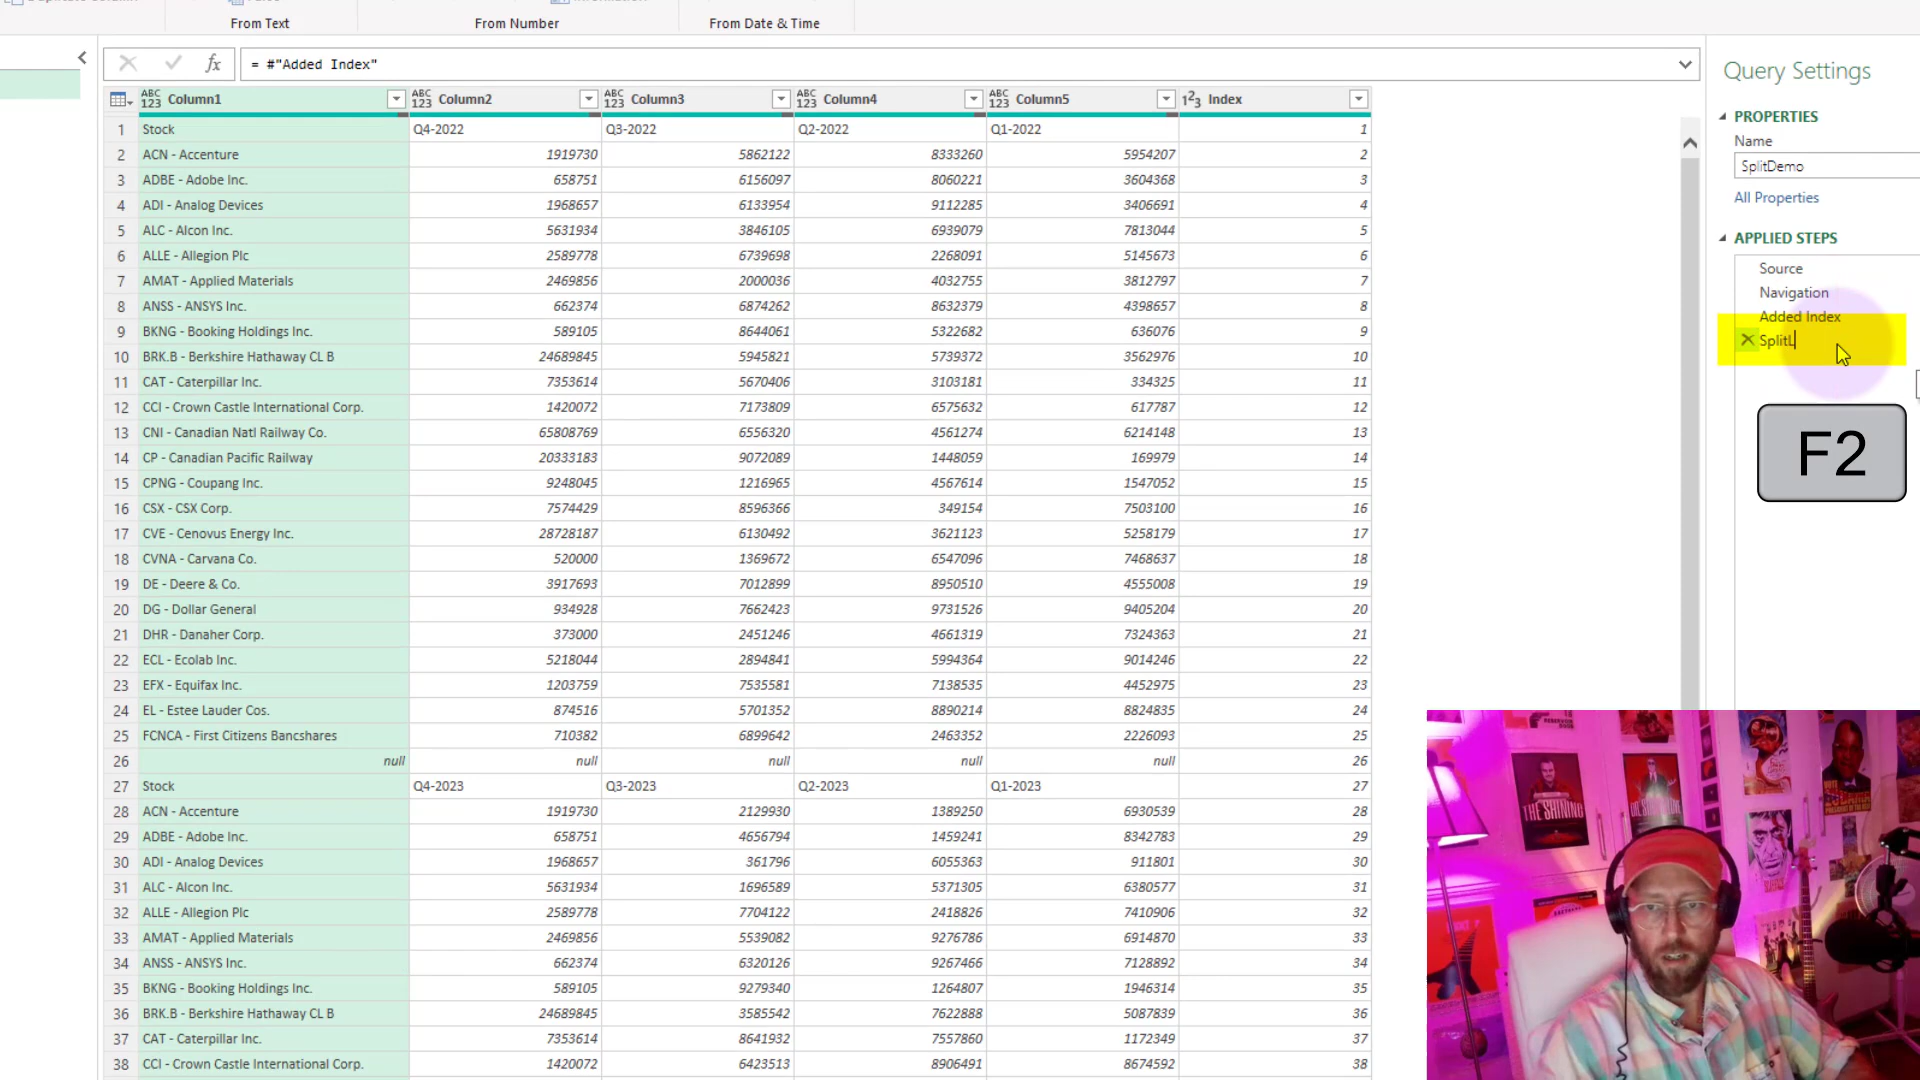 From Text
From Number
From Date & Time
fx
= #"Added Index"
Query Settings
PROPERTIES
Name
SplitDemo
All Properties
APPLIED STEPS
Source
Navigation
Added Index
SplitL
F2
ABC 123 Column1 ABC 123 Column2 ABC 123 Column3 ABC 123 Column4 ABC 123 Column5 123 Index
1 Stock Q4-2022 Q3-2022 Q2-2022 Q1-2022 1
2 ACN - Accenture 1919730 5862122 8333260 5954207 2
3 ADBE - Adobe Inc. 658751 6156097 8060221 3604368 3
4 ADI - Analog Devices 1968657 6133954 9112285 3406691 4
5 ALC - Alcon Inc. 5631934 3846105 6939079 7813044 5
6 ALLE - Allegion Plc 2589778 6739698 2268091 5145673 6
7 AMAT - Applied Materials 2469856 2000036 4032755 3812797 7
8 ANSS - ANSYS Inc. 662374 6874262 8632379 4398657 8
9 BKNG - Booking Holdings Inc. 589105 8644061 5322682 636076 9
10 BRK.B - Berkshire Hathaway CL B 24689845 5945821 5739372 3562976 10
11 CAT - Caterpillar Inc. 7353614 5670406 3103181 334325 11
12 CCI - Crown Castle International Corp. 1420072 7173809 6575632 617787 12
13 CNI - Canadian Natl Railway Co. 65808769 6556320 4561274 6214148 13
14 CP - Canadian Pacific Railway 20333183 9072089 1448059 169979 14
15 CPNG - Coupang Inc. 9248045 1216965 4567614 1547052 15
16 CSX - CSX Corp. 7574429 8596366 349154 7503100 16
17 CVE - Cenovus Energy Inc. 28728187 6130492 3621123 5258179 17
18 CVNA - Carvana Co. 520000 1369672 6547096 7468637 18
19 DE - Deere & Co. 3917693 7012899 8950510 4555008 19
20 DG - Dollar General 934928 7662423 9731526 9405204 20
21 DHR - Danaher Corp. 373000 2451246 4661319 7324363 21
22 ECL - Ecolab Inc. 5218044 2894841 5994364 9014246 22
23 EFX - Equifax Inc. 1203759 7535581 7138535 4452975 23
24 EL - Estee Lauder Cos. 874516 5701352 8890214 8824835 24
25 FCNCA - First Citizens Bancshares 710382 6899642 2463352 2226093 25
26 null null null null null 26
27 Stock Q4-2023 Q3-2023 Q2-2023 Q1-2023 27
28 ACN - Accenture 1919730 2129930 1389250 6930539 28
29 ADBE - Adobe Inc. 658751 4656794 1459241 8342783 29
30 ADI - Analog Devices 1968657 361796 6055363 911801 30
31 ALC - Alcon Inc. 5631934 1696589 5371305 6380577 31
32 ALLE - Allegion Plc 2589778 7704122 2418826 7410906 32
33 AMAT - Applied Materials 2469856 5539082 9276786 6914870 33
34 ANSS - ANSYS Inc. 662374 6320126 9267466 7128892 34
35 BKNG - Booking Holdings Inc. 589105 9279340 1264807 1946314 35
36 BRK.B - Berkshire Hathaway CL B 24689845 3585542 7622888 5087839 36
37 CAT - Caterpillar Inc. 7353614 8641932 7557860 1172349 37
38 CCI - Crown Castle International Corp. 1420072 6423513 8906491 8674592 38
THE SHINING